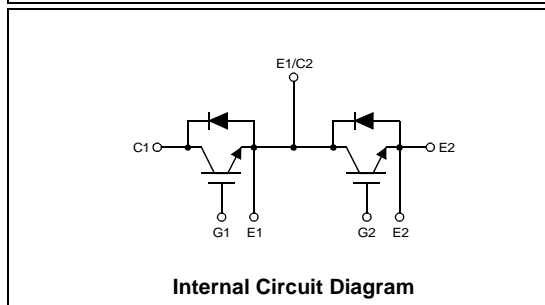 E1/C2
C1 E2
G1 E1 G2 E2
Internal Circuit Diagram